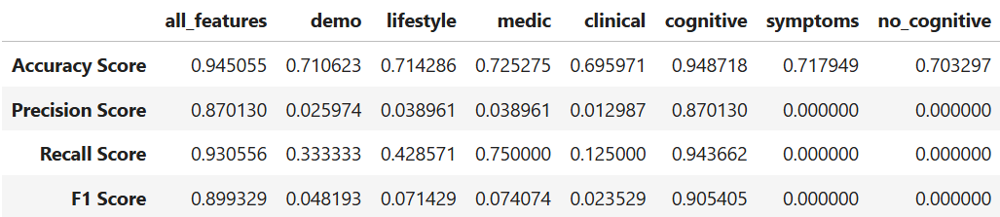 all_features demo lifestyle medic clinical cognitive symptoms no_cognitive
Accuracy Score 0.945055 0.710623 0.714286 0.725275 0.695971 0.948718 0.717949 0.703297
Precision Score 0.870130 0.025974 0.038961 0.038961 0.012987 0.870130 0.000000 0.000000
Recall Score 0.930556 0.333333 0.428571 0.750000 0.125000 0.943662 0.000000 0.000000
F1 Score 0.899329 0.048193 0.071429 0.074074 0.023529 0.905405 0.000000 0.000000